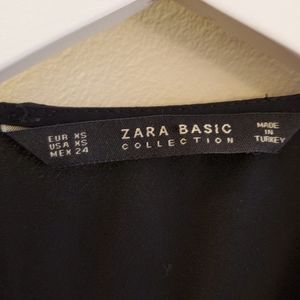 EUR XS
USA XS
MEX 24
ZARA BASIC
COLLECTION
MADE
IN
TURKEY